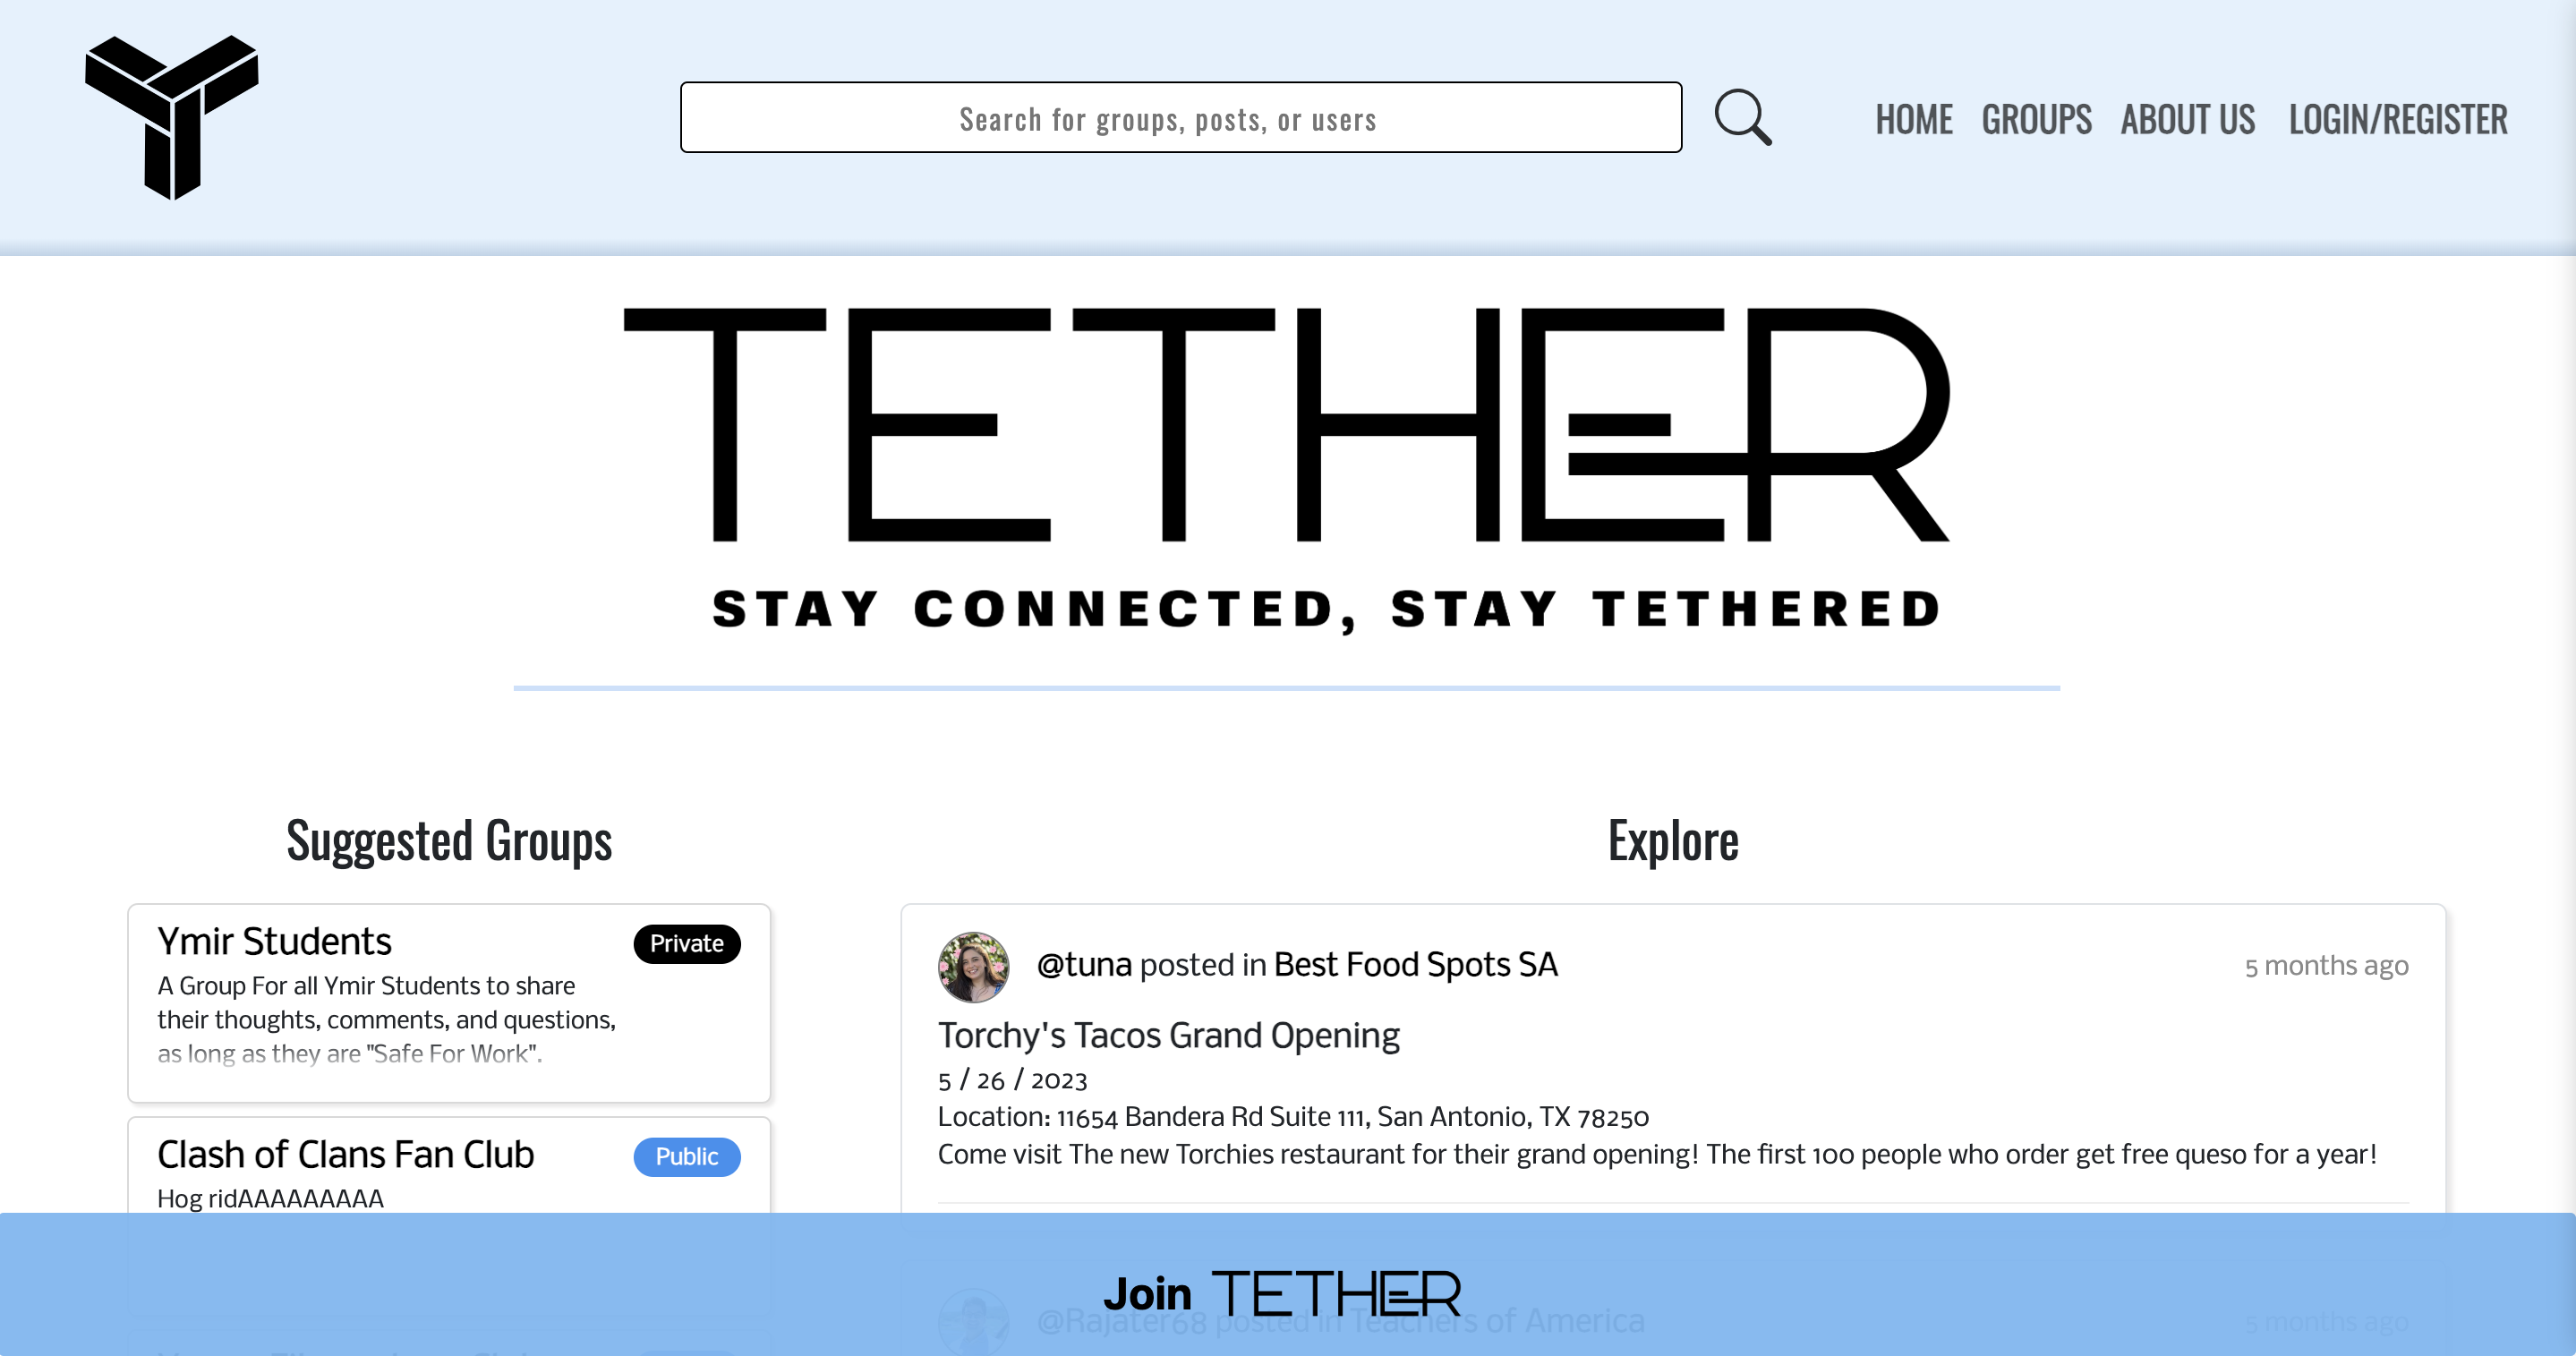 Search for groups, posts, or users
HOME GROUPS ABOUT US LOGIN/REGISTER
TETHER
STAY CONNECTED, STAY TETHERED
Suggested Groups
Ymir Students
Private
A Group For all Ymir Students to share
their thoughts, comments, and questions,
as long as they are "Safe For Work".
Clash of Clans Fan Club
Public
Hog ridAAAAAAAAA
Explore
@tuna posted in Best Food Spots SA
5 months ago
Torchy's Tacos Grand Opening
5 / 26 / 2023
Location: 11654 Bandera Rd Suite 111, San Antonio, TX 78250
Come visit The new Torchies restaurant for their grand opening! The first 100 people who order get free queso for a year!
@Rajater68 posted in Teachers of America
5 months ago
Join TETHER